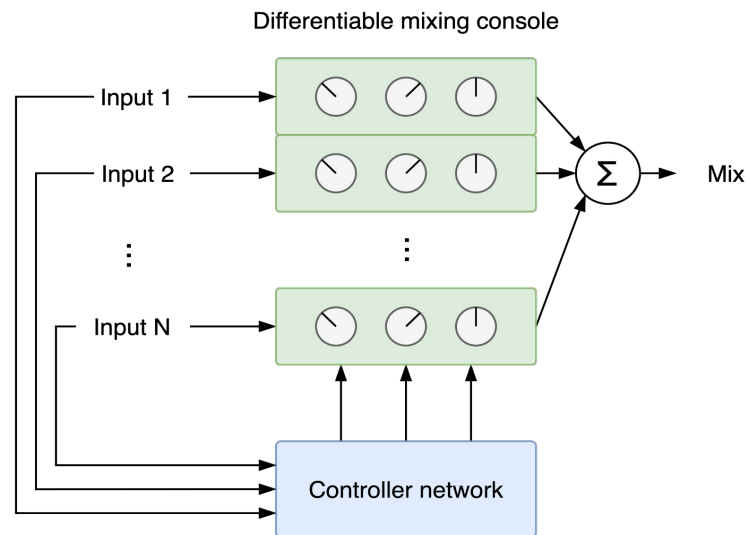 Differentiable mixing console
Input 1
Input 2
Σ
Mix
⋮
⋮
Input N
Controller network